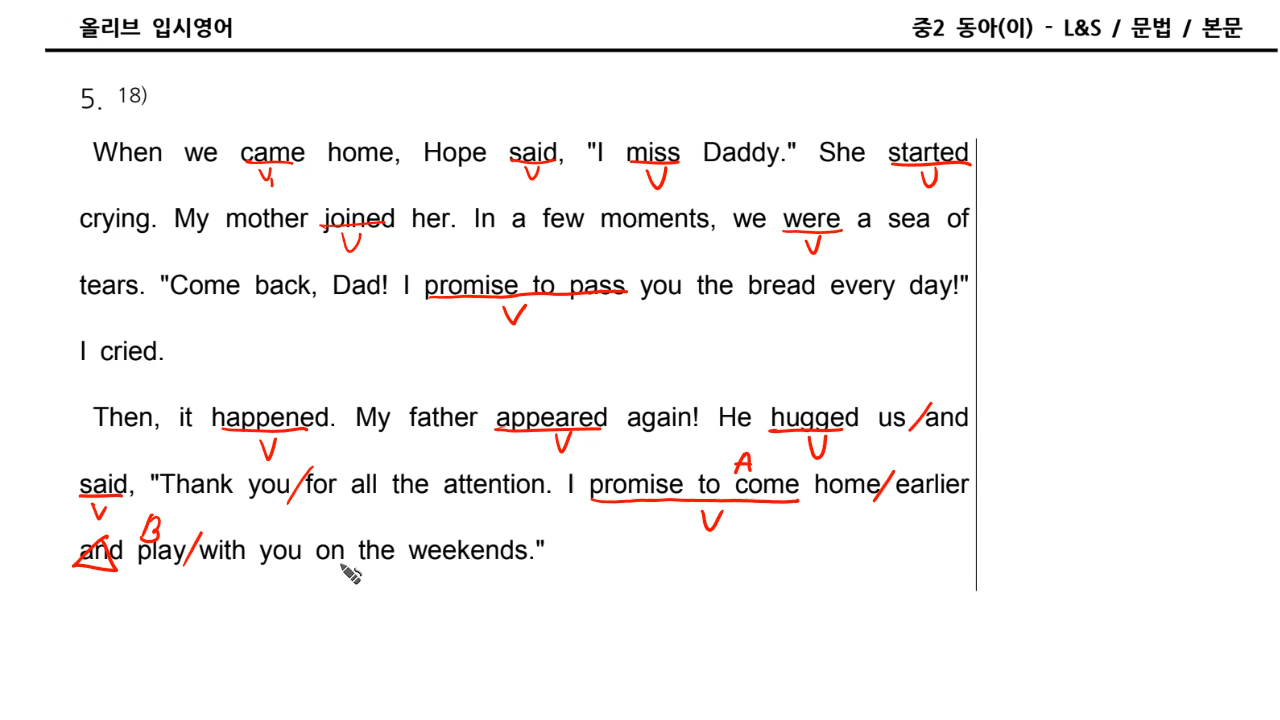 올리브 입시영어
중2 동아(이) - L&S / 문법 / 본문
5. 18)
When we came home, Hope said, "I miss Daddy." She started
V V V V
crying. My mother joined her. In a few moments, we were a sea of
V V
tears. "Come back, Dad! I promise to pass you the bread every day!"
V
I cried.
Then, it happened. My father appeared again! He hugged us / and
V V V
A
said, "Thank you / for all the attention. I promise to come home / earlier
V V
B
and play / with you on the weekends."